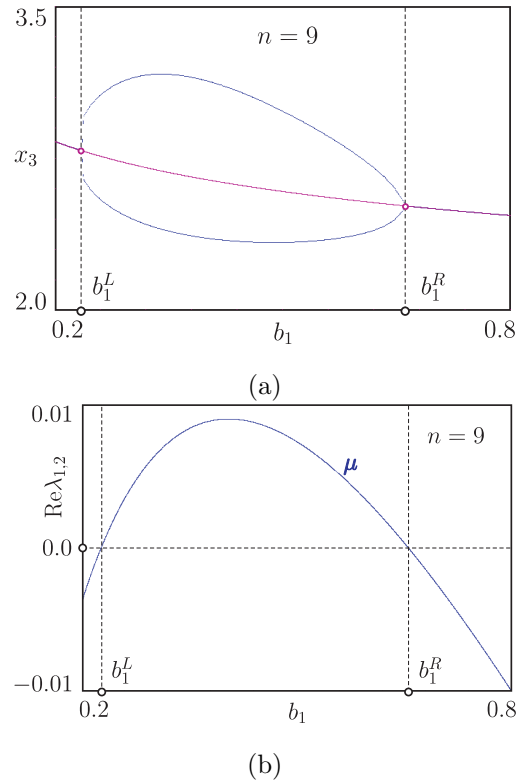 3.5
n = 9
x₃
b₁ᴸ
b₁ᴿ
2.0
0.2
b₁
0.8
(a)
0.01
n = 9
μ
Reλ₁,₂
0.0
b₁ᴸ
b₁ᴿ
−0.01
0.2
b₁
0.8
(b)